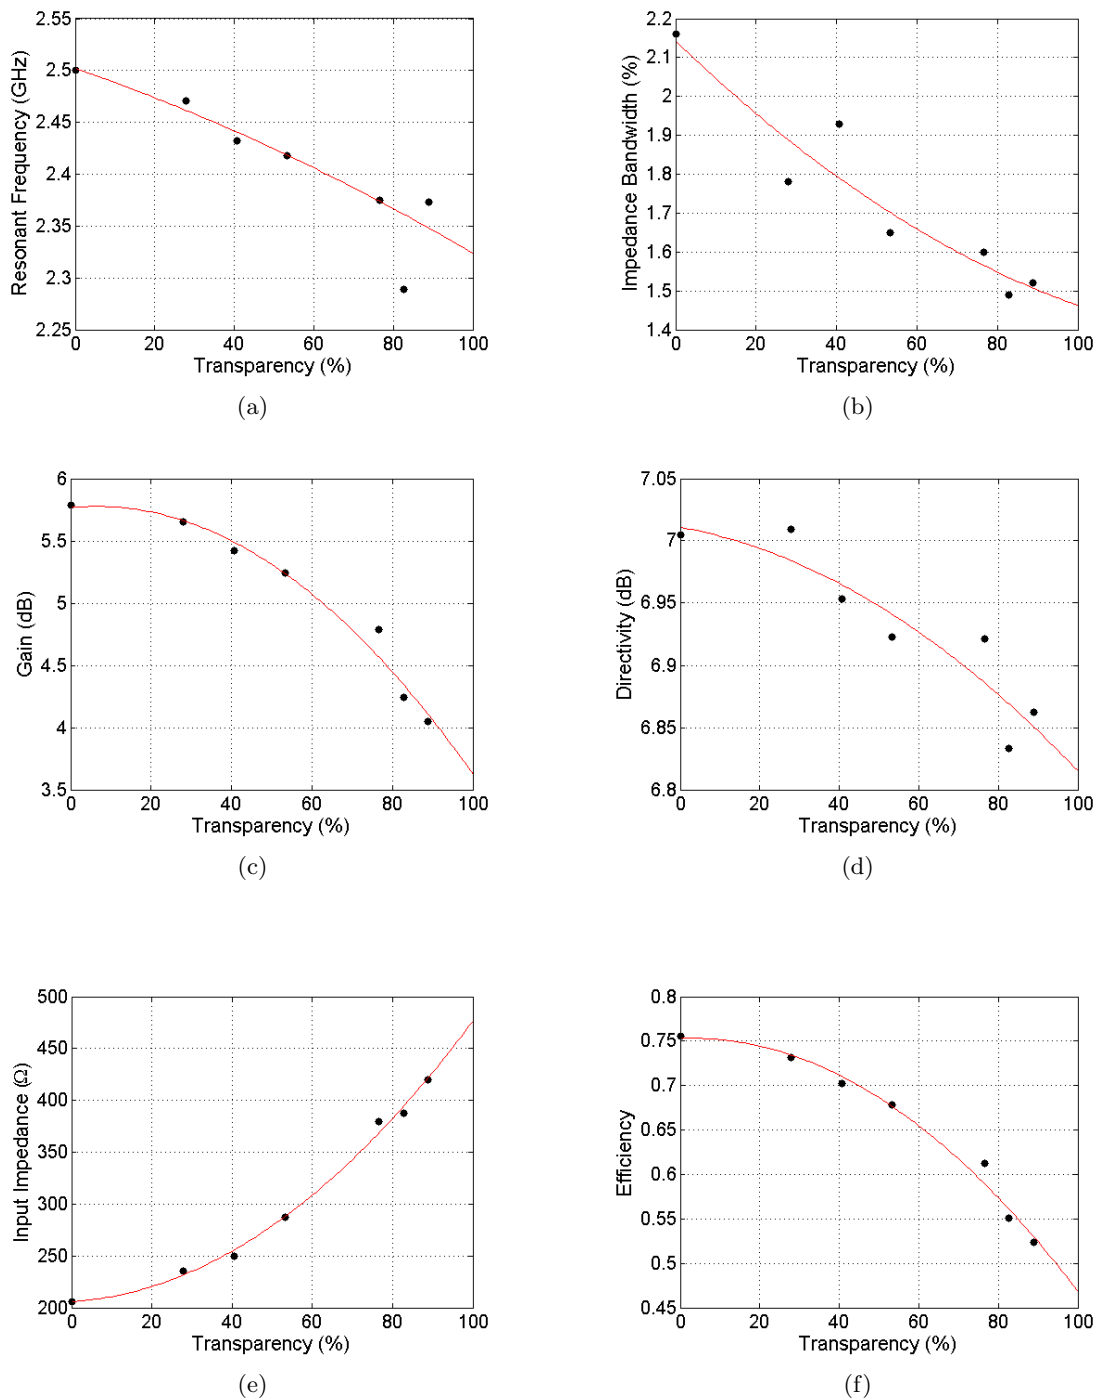 2.55
2.5
2.45
2.4
2.35
2.3
2.25
0 20 40 60 80 100
Resonant Frequency (GHz)
Transparency (%)
(a)
2.2
2.1
2
1.9
1.8
1.7
1.6
1.5
1.4
0 20 40 60 80 100
Impedance Bandwidth (%)
Transparency (%)
(b)
6
5.5
5
4.5
4
3.5
0 20 40 60 80 100
Gain (dB)
Transparency (%)
(c)
7.05
7
6.95
6.9
6.85
6.8
0 20 40 60 80 100
Directivity (dB)
Transparency (%)
(d)
500
450
400
350
300
250
200
0 20 40 60 80 100
Input Impedance (Ω)
Transparency (%)
(e)
0.8
0.75
0.7
0.65
0.6
0.55
0.5
0.45
0 20 40 60 80 100
Efficiency
Transparency (%)
(f)